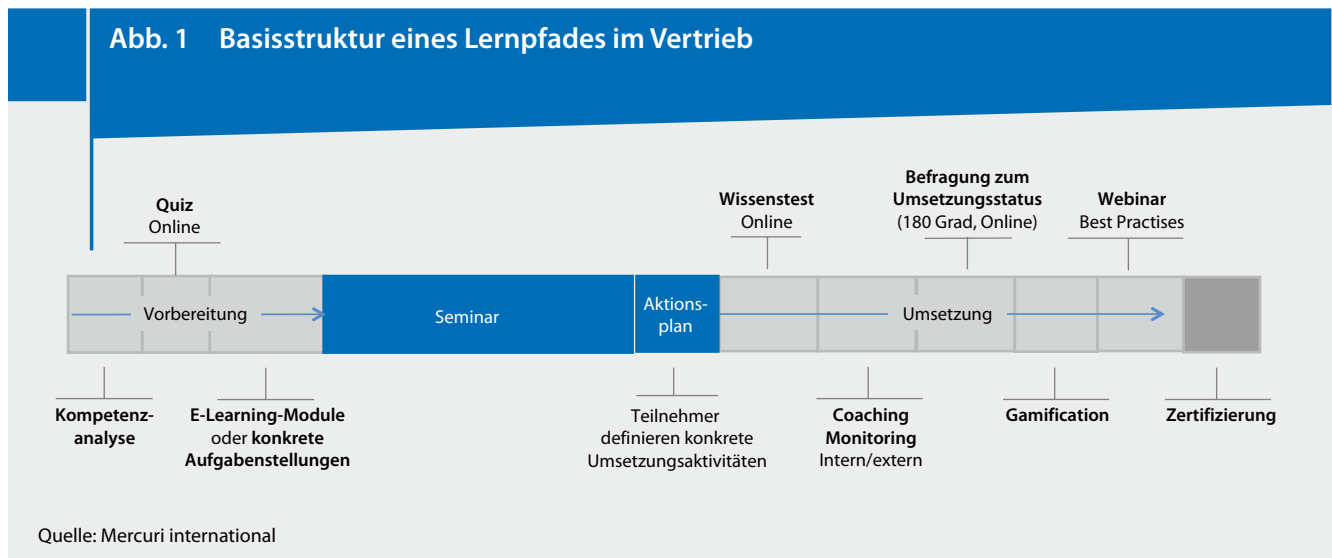 Abb. 1 Basisstruktur eines Lernpfades im Vertrieb
Quiz
Online
Wissenstest
Online
Befragung zum
Umsetzungsstatus
(180 Grad, Online)
Webinar
Best Practises
Vorbereitung
Seminar
Aktions-
plan
Umsetzung
Kompetenz-
analyse
E-Learning-Module
oder konkrete
Aufgabenstellungen
Teilnehmer
definieren konkrete
Umsetzungsaktivitäten
Coaching
Monitoring
Intern/extern
Gamification
Zertifizierung
Quelle: Mercuri international